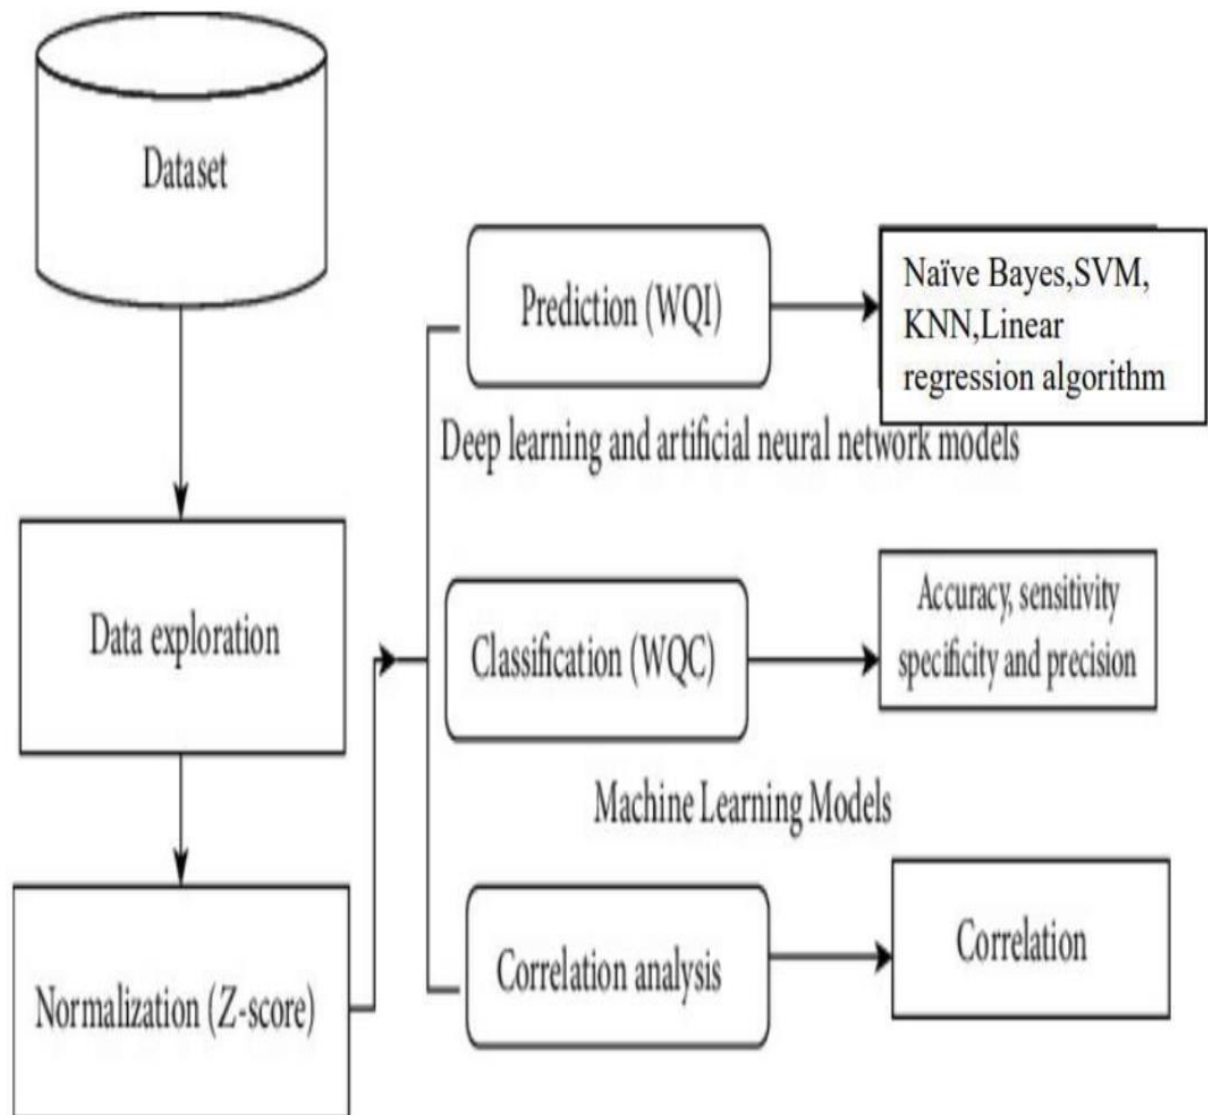 Dataset
Prediction (WQI)
Naïve Bayes,SVM,
KNN,Linear
regression algorithm
Deep learning and artificial neural network models
Data exploration
Classification (WQC)
Accuracy, sensitivity
specificity and precision
Machine Learning Models
Normalization (Z-score)
Correlation analysis
Correlation